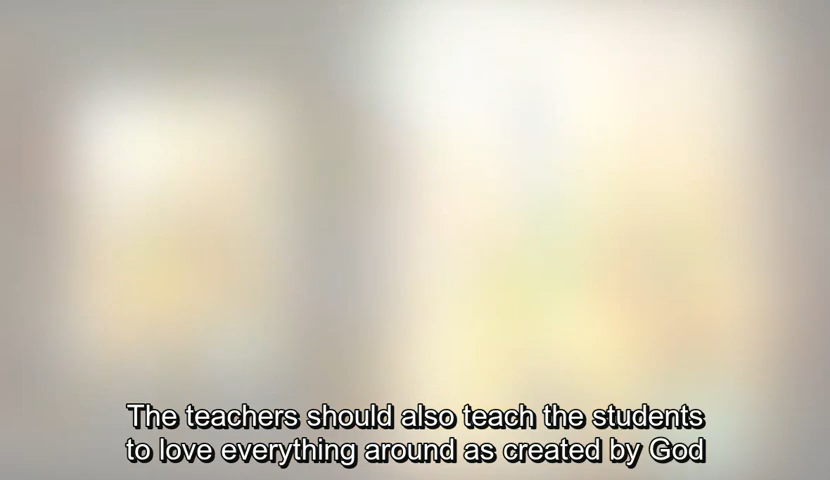 The teachers should also teach the students
to love everything around as created by God